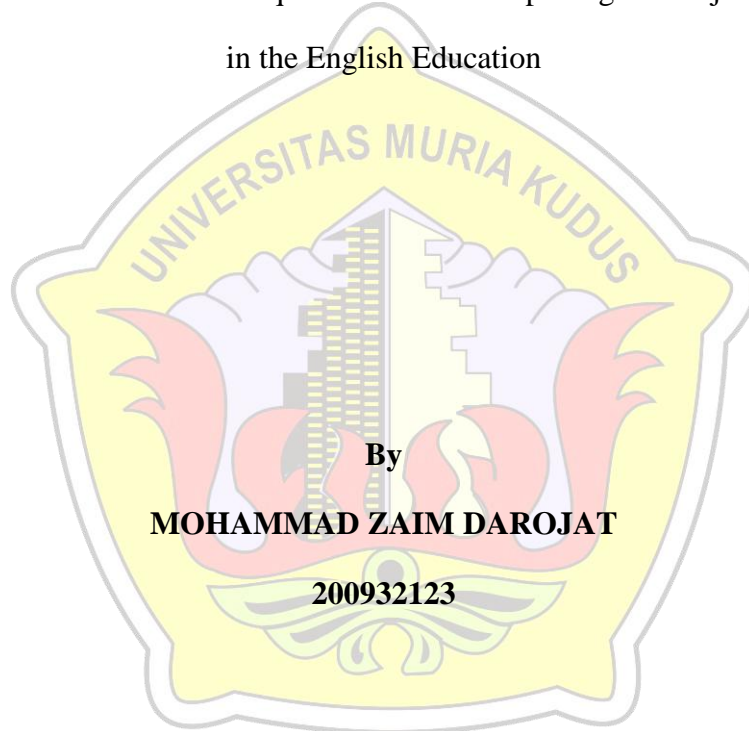 in the English Education
UNIVERSITAS MURIA KUDUS
By
MOHAMMAD ZAIM DAROJAT
200932123